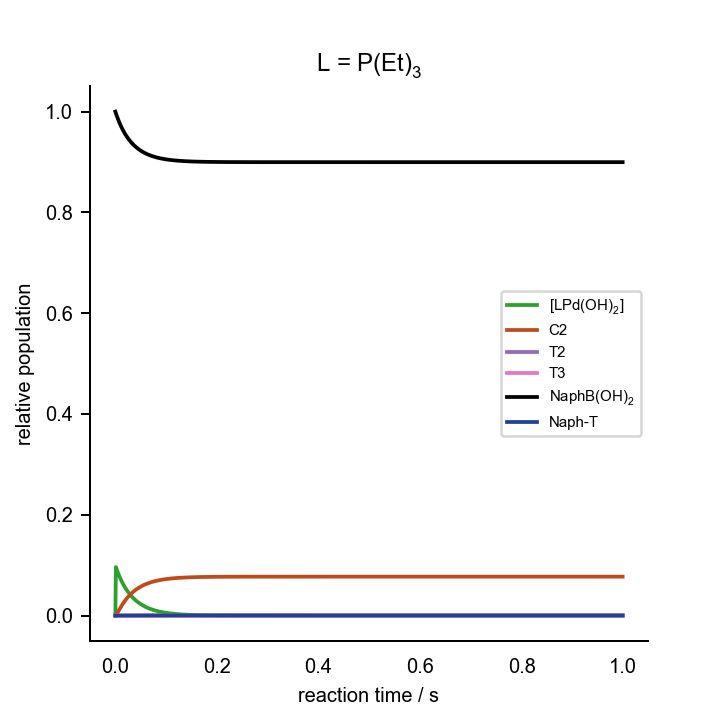 L = P(Et)₃
1.0
0.8
0.6
0.4
0.2
0.0
relative population
[LPd(OH)₂]
C2
T2
T3
NaphB(OH)₂
Naph-T
0.0 0.2 0.4 0.6 0.8 1.0
reaction time / s